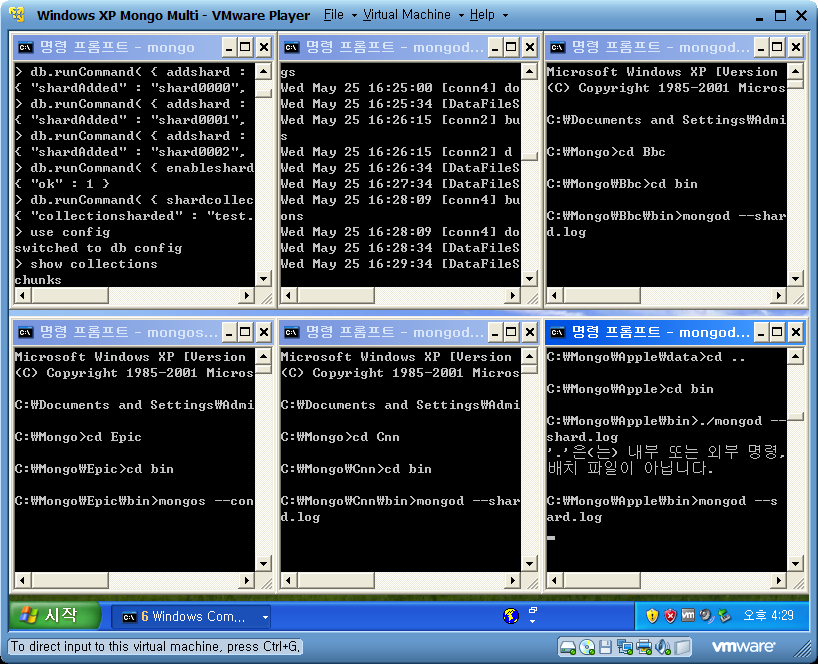 Windows XP Mongo Multi - VMware Player File Virtual Machine Help
명령 프롬프트 - mongo
> db.runCommand( { addshard :
{ "shardAdded" : "shard0000",
> db.runCommand( { addshard :
{ "shardAdded" : "shard0001",
> db.runCommand( { addshard :
{ "shardAdded" : "shard0002",
> db.runCommand( { enableshard
{ "ok" : 1 }
> db.runCommand( { shardcollec
{ "collectionsharded" : "test.
> use config
switched to db config
> show collections
chunks
명령 프롬프트 - mongod...
gs
Wed May 25 16:25:00 [conn4] do
Wed May 25 16:25:34 [DataFileS
Wed May 25 16:26:15 [conn2] bu
s
Wed May 25 16:26:15 [conn2] d
Wed May 25 16:26:34 [DataFileS
Wed May 25 16:27:34 [DataFileS
Wed May 25 16:28:09 [conn4] bu
ons
Wed May 25 16:28:09 [conn4] do
Wed May 25 16:28:34 [DataFileS
Wed May 25 16:29:34 [DataFileS
명령 프롬프트 - mongod...
Microsoft Windows XP [Version
(C) Copyright 1985-2001 Micros
C:₩Documents and Settings₩Admi
C:₩Mongo>cd Bbc
C:₩Mongo₩Bbc>cd bin
C:₩Mongo₩Bbc₩bin>mongod --shar
d.log
명령 프롬프트 - mongos...
Microsoft Windows XP [Version
(C) Copyright 1985-2001 Micros
C:₩Documents and Settings₩Admi
C:₩Mongo>cd Epic
C:₩Mongo₩Epic>cd bin
C:₩Mongo₩Epic₩bin>mongos --con
명령 프롬프트 - mongod...
Microsoft Windows XP [Version
(C) Copyright 1985-2001 Micros
C:₩Documents and Settings₩Admi
C:₩Mongo>cd Cnn
C:₩Mongo₩Cnn>cd bin
C:₩Mongo₩Cnn₩bin>mongod --shar
d.log
명령 프롬프트 - mongod...
C:₩Mongo₩Apple₩data>cd ..
C:₩Mongo₩Apple>cd bin
C:₩Mongo₩Apple₩bin>./mongod --
shard.log
'.'은(는) 내부 또는 외부 명령,
배치 파일이 아닙니다.
C:₩Mongo₩Apple₩bin>mongod --s
ard.log
시작 6 Windows Com... 오후 4:29
To direct input to this virtual machine, press Ctrl+G. vmware